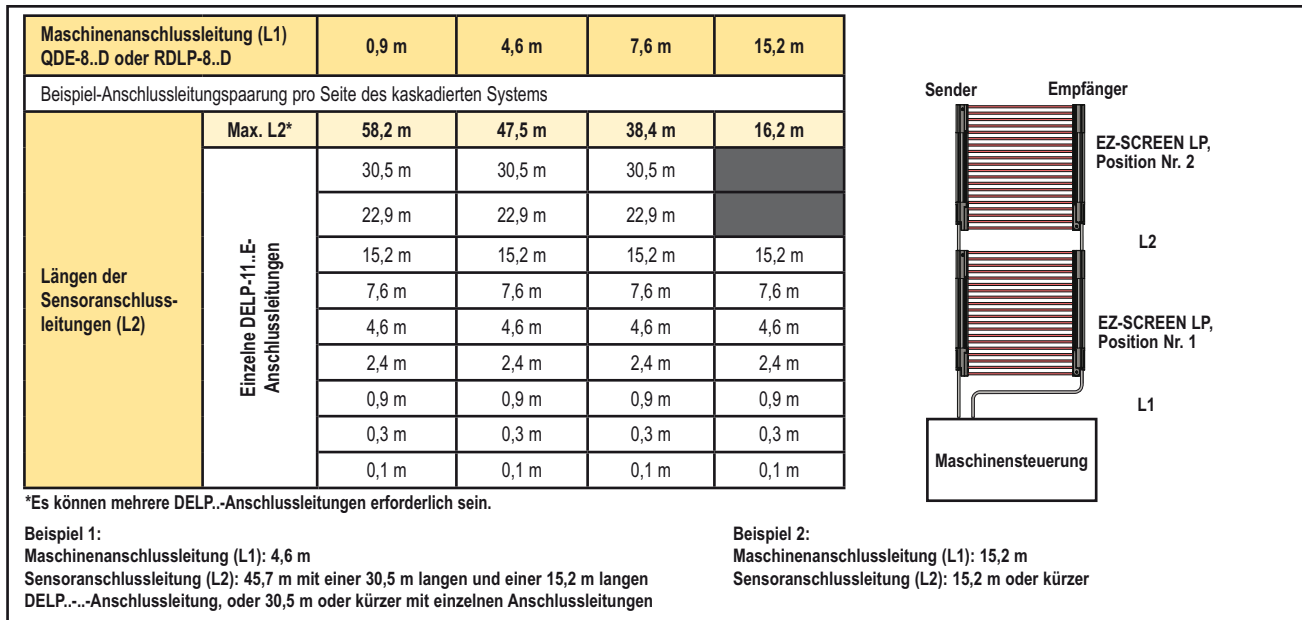 Maschinenanschlussleitung (L1)
QDE-8..D oder RDLP-8..D
0,9 m 4,6 m 7,6 m 15,2 m
Beispiel-Anschlussleitungspaarung pro Seite des kaskadierten Systems
Längen der
Sensoranschluss-
leitungen (L2)
Max. L2* 58,2 m 47,5 m 38,4 m 16,2 m
Einzelne DELP-11..E-
Anschlussleitungen
30,5 m 30,5 m 30,5 m
22,9 m 22,9 m 22,9 m
15,2 m 15,2 m 15,2 m 15,2 m
7,6 m 7,6 m 7,6 m 7,6 m
4,6 m 4,6 m 4,6 m 4,6 m
2,4 m 2,4 m 2,4 m 2,4 m
0,9 m 0,9 m 0,9 m 0,9 m
0,3 m 0,3 m 0,3 m 0,3 m
0,1 m 0,1 m 0,1 m 0,1 m
Sender Empfänger
EZ-SCREEN LP,
Position Nr. 2
L2
EZ-SCREEN LP,
Position Nr. 1
L1
Maschinensteuerung
*Es können mehrere DELP..-Anschlussleitungen erforderlich sein.
Beispiel 1:
Maschinenanschlussleitung (L1): 4,6 m
Sensoranschlussleitung (L2): 45,7 m mit einer 30,5 m langen und einer 15,2 m langen
DELP..-..-Anschlussleitung, oder 30,5 m oder kürzer mit einzelnen Anschlussleitungen
Beispiel 2:
Maschinenanschlussleitung (L1): 15,2 m
Sensoranschlussleitung (L2): 15,2 m oder kürzer